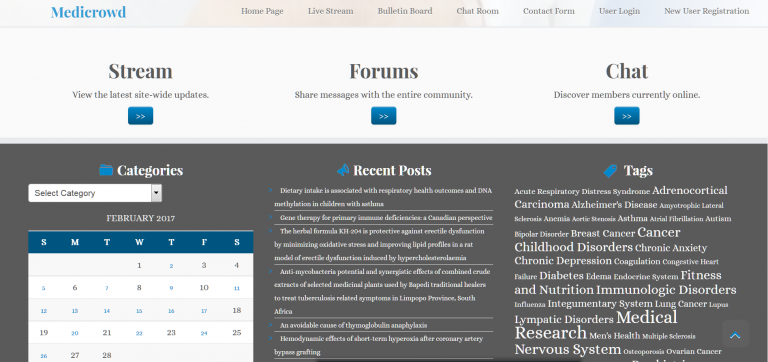 Medicrowd
Home Page
Live Stream
Bulletin Board
Chat Room
Contact Form
User Login
New User Registration
Stream
View the latest site-wide updates.
>>
Forums
Share messages with the entire community.
>>
Chat
Discover members currently online.
>>
Categories
Select Category
FEBRUARY 2017
S M T W T F S
1 2 3 4
5 6 7 8 9 10 11
12 13 14 15 16 17 18
19 20 21 22 23 24 25
26 27 28
Recent Posts
Dietary intake is associated with respiratory health outcomes and DNA
methylation in children with asthma
Gene therapy for primary immune deficiencies: a Canadian perspective
The herbal formula KH-204 is protective against erectile dysfunction
by minimizing oxidative stress and improving lipid profiles in a rat
model of erectile dysfunction induced by hypercholesterolaemia
Anti-mycobacteria potential and synergistic effects of combined crude
extracts of selected medicinal plants used by Bapedi traditional healers
to treat tuberculosis related symptoms in Limpopo Province, South
Africa
An avoidable cause of thymoglobulin anaphylaxis
Hemodynamic effects of short-term hyperoxia after coronary artery
bypass grafting
Tags
Acute Respiratory Distress Syndrome Adrenocortical
Carcinoma Alzheimer's Disease Amyotrophic Lateral
Sclerosis Anemia Aortic Stenosis Asthma Atrial Fibrillation Autism
Bipolar Disorder Breast Cancer Cancer
Childhood Disorders Chronic Anxiety
Chronic Depression Coagulation Congestive Heart
Failure Diabetes Edema Endocrine System Fitness
and Nutrition Immunologic Disorders
Influenza Integumentary System Lung Cancer Lupus
Lympatic Disorders Medical
Research Men's Health Multiple Sclerosis
Nervous System Osteoporosis Ovarian Cancer